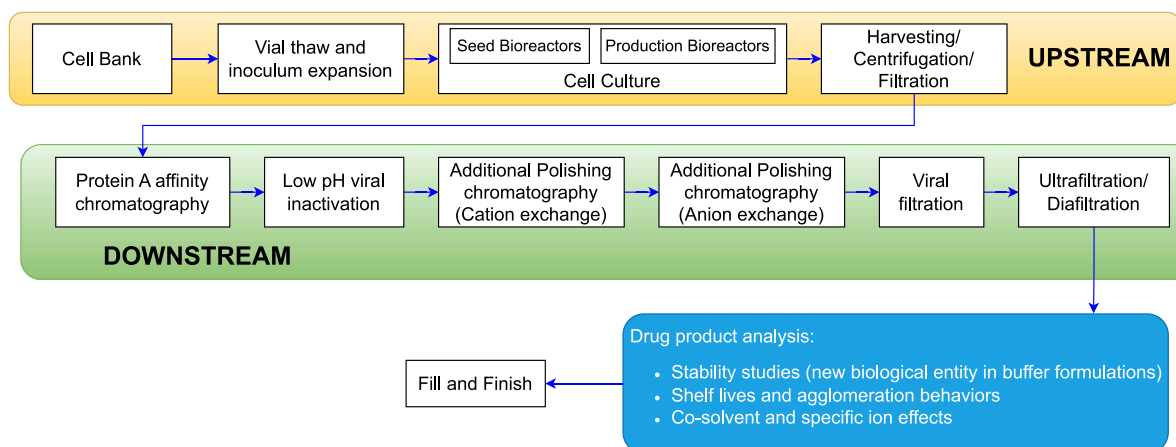 Cell Bank
Vial thaw and
inoculum expansion
Seed Bioreactors
Production Bioreactors
Cell Culture
Harvesting/
Centrifugation/
Filtration
UPSTREAM
Protein A affinity
chromatography
Low pH viral
inactivation
Additional Polishing
chromatography
(Cation exchange)
Additional Polishing
chromatography
(Anion exchange)
Viral
filtration
Ultrafiltration/
Diafiltration
DOWNSTREAM
Drug product analysis:
• Stability studies (new biological entity in buffer formulations)
• Shelf lives and agglomeration behaviors
• Co-solvent and specific ion effects
Fill and Finish